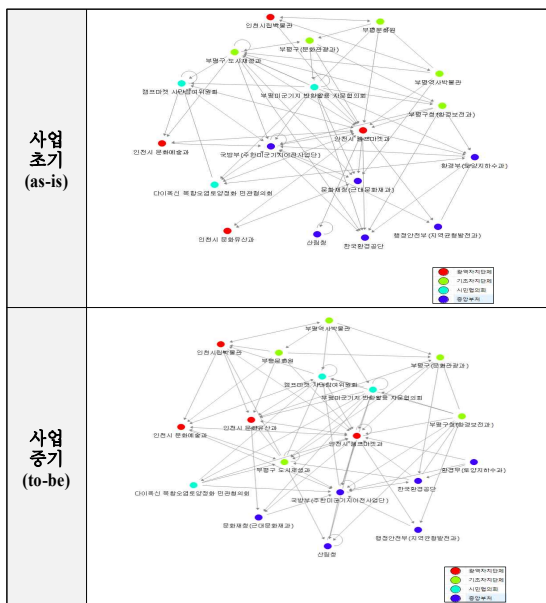 사업
초기
(as-is)
인천시립박물관
부평문화원
부평구(문화관광과)
부평구 도시재생과
부평역사박물관
캠프마켓 시민참여위원회
부평미군기지 반환활용 자문협의회
부평구청(환경보전과)
인천시 캠프마켓과
인천시 문화예술과
국방부(주한미군기지이전사업단)
환경부(토양지하수과)
다이옥신 복합오염토양정화 민관협의회
문화재청(근대문화재과)
인천시 문화유산과
산림청
한국환경공단
행정안전부(지역균형발전과)
광역자치단체
기초자치단체
시민협의회
중앙부처
사업
중기
(to-be)
부평역사박물관
인천시립박물관
부평문화원
부평구(문화관광과)
캠프마켓 시민참여위원회
부평미군기지 반환활용 자문협의회
인천시 문화예술과
인천시 문화유산과
부평구청(환경보전과)
인천시 캠프마켓과
부평구 도시재생과
환경부(토양지하수과)
다이옥신 복합오염토양정화 민관협의회
국방부(주한미군기지이전사업단)
한국환경공단
문화재청(근대문화재과)
행정안전부(지역균형발전과)
산림청
광역자치단체
기초자치단체
시민협의회
중앙부처